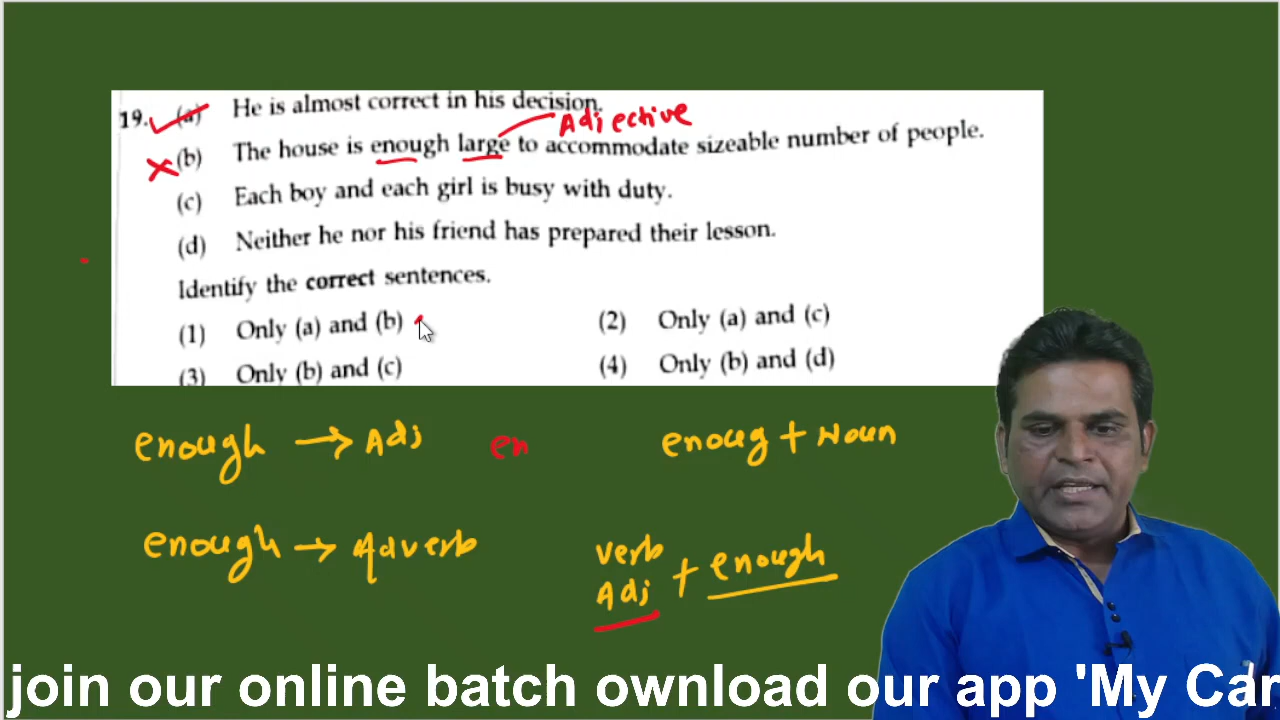 19. (a) He is almost correct in his decision.
Adjective
(b) The house is enough large to accommodate sizeable number of people.
(c) Each boy and each girl is busy with duty.
(d) Neither he nor his friend has prepared their lesson.
Identify the correct sentences.
(1) Only (a) and (b) (2) Only (a) and (c)
(3) Only (b) and (c) (4) Only (b) and (d)
enough → Adj en enoug + Noun
enough → Adverb
verb
Adj + enough
join our online batch ownload our app 'My Car